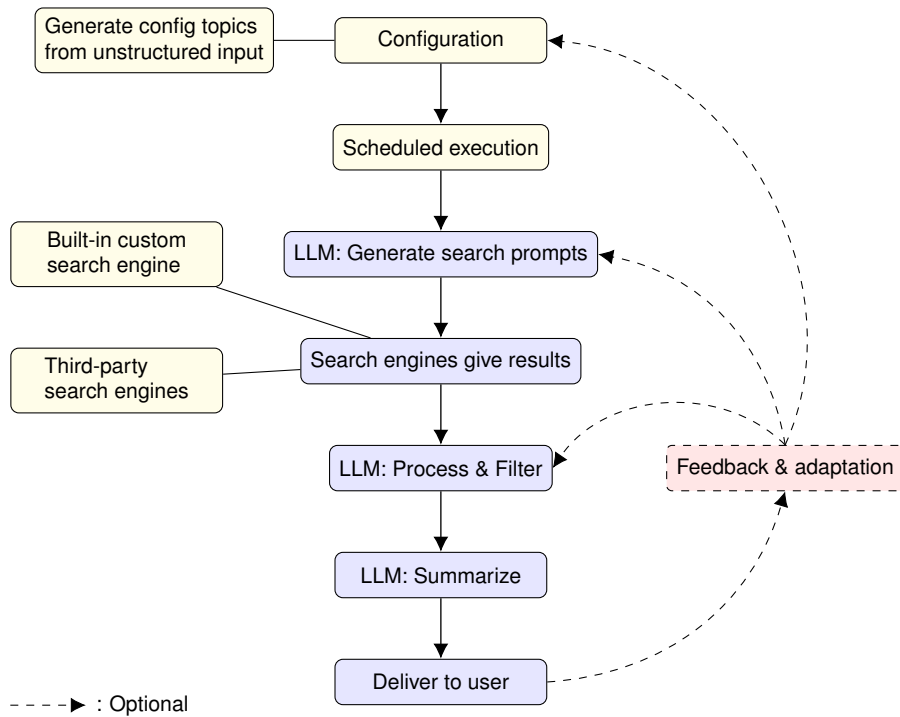 Generate config topics
from unstructured input
Configuration
Scheduled execution
LLM: Generate search prompts
Built-in custom
search engine
Search engines give results
Third-party
search engines
LLM: Process & Filter
Feedback & adaptation
LLM: Summarize
Deliver to user
: Optional